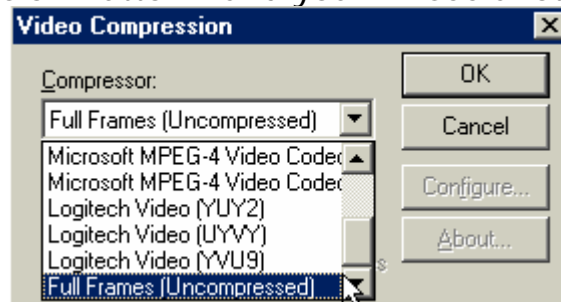 Video Compression
Compressor:
OK
Full Frames (Uncompressed)
Cancel
Microsoft MPEG-4 Video Codec
Microsoft MPEG-4 Video Codec
Configure...
Logitech Video (YUY2)
Logitech Video (UYVY)
About...
Logitech Video (YVU9)
Full Frames (Uncompressed)